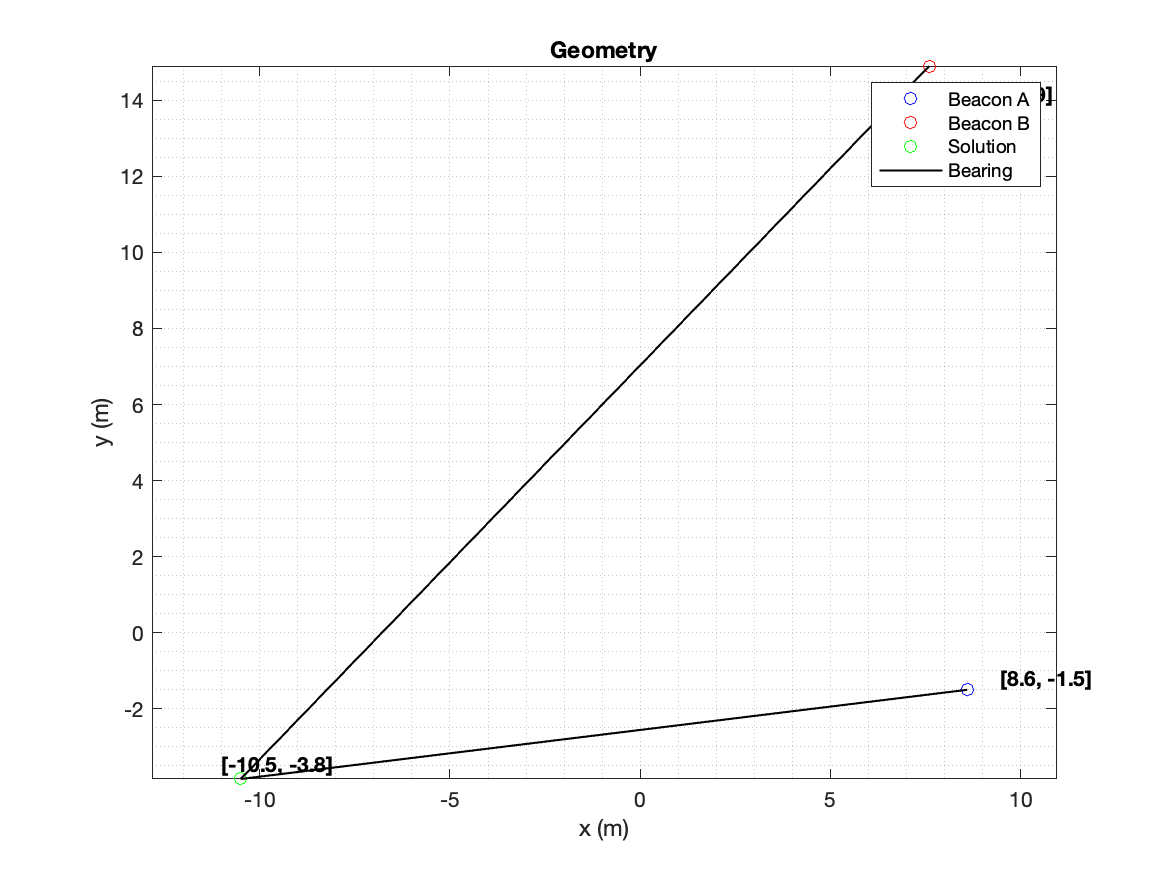 Geometry
14
12
10
8
6
4
2
0
-2
y (m)
9]
Beacon A
Beacon B
Solution
Bearing
[8.6, -1.5]
[-10.5, -3.8]
-10
-5
0
5
10
x (m)